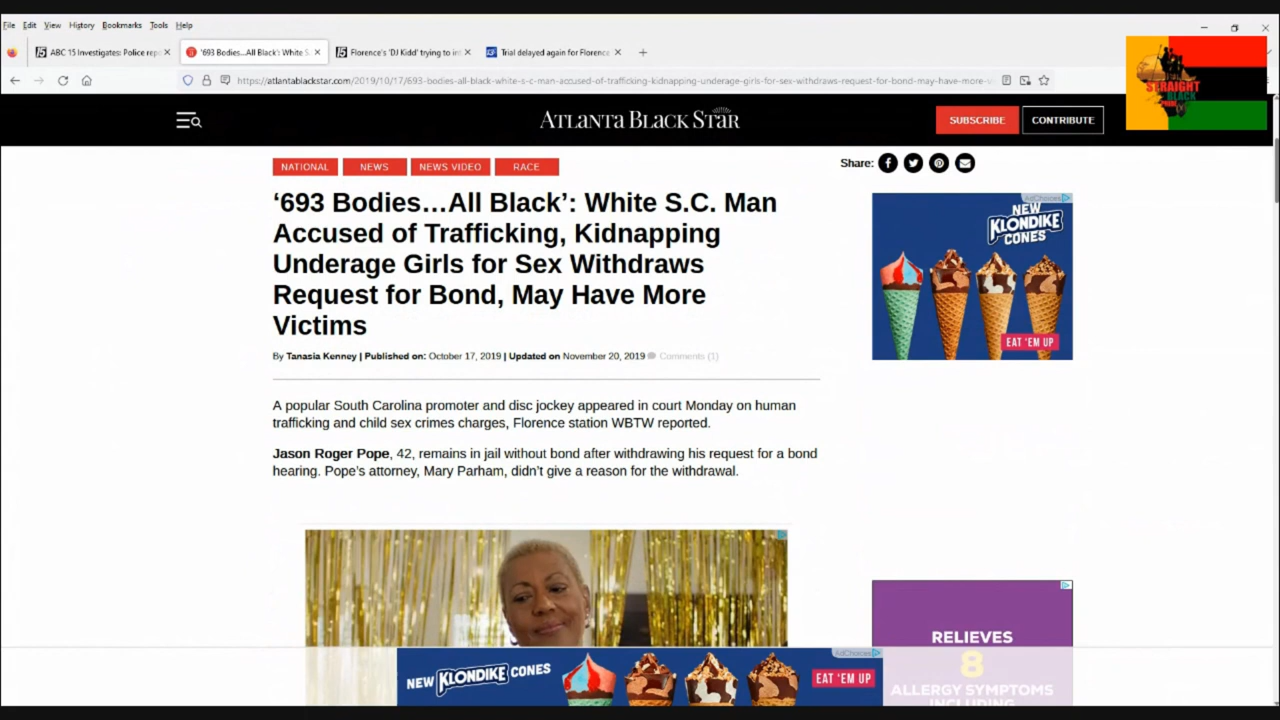 File Edit View History Bookmarks Tools Help
ABC 15 Investigates: Police rep
'693 Bodies...All Black': White S.
Florence's 'DJ Kidd' trying to in
Trial delayed again for Florence
https://atlantablackstar.com/2019/10/17/693-bodies-all-black-white-s-c-man-accused-of-trafficking-kidnapping-underage-girls-for-sex-withdraws-request-for-bond-may-have-more-v
STRAIGHT
BLACK
PRIDE
ATLANTA BLACK STAR
SUBSCRIBE
CONTRIBUTE
NATIONAL
NEWS
NEWS VIDEO
RACE
Share:
‘693 Bodies…All Black’: White S.C. Man
Accused of Trafficking, Kidnapping
Underage Girls for Sex Withdraws
Request for Bond, May Have More
Victims
By Tanasia Kenney | Published on: October 17, 2019 | Updated on November 20, 2019 Comments (1)
A popular South Carolina promoter and disc jockey appeared in court Monday on human
trafficking and child sex crimes charges, Florence station WBTW reported.
Jason Roger Pope, 42, remains in jail without bond after withdrawing his request for a bond
hearing. Pope's attorney, Mary Parham, didn't give a reason for the withdrawal.
AdChoices
NEW
KLONDIKE
CONES
EAT 'EM UP
RELIEVES
8
ALLERGY SYMPTOMS
INCLUDING
AdChoices
NEW KLONDIKE CONES
EAT 'EM UP